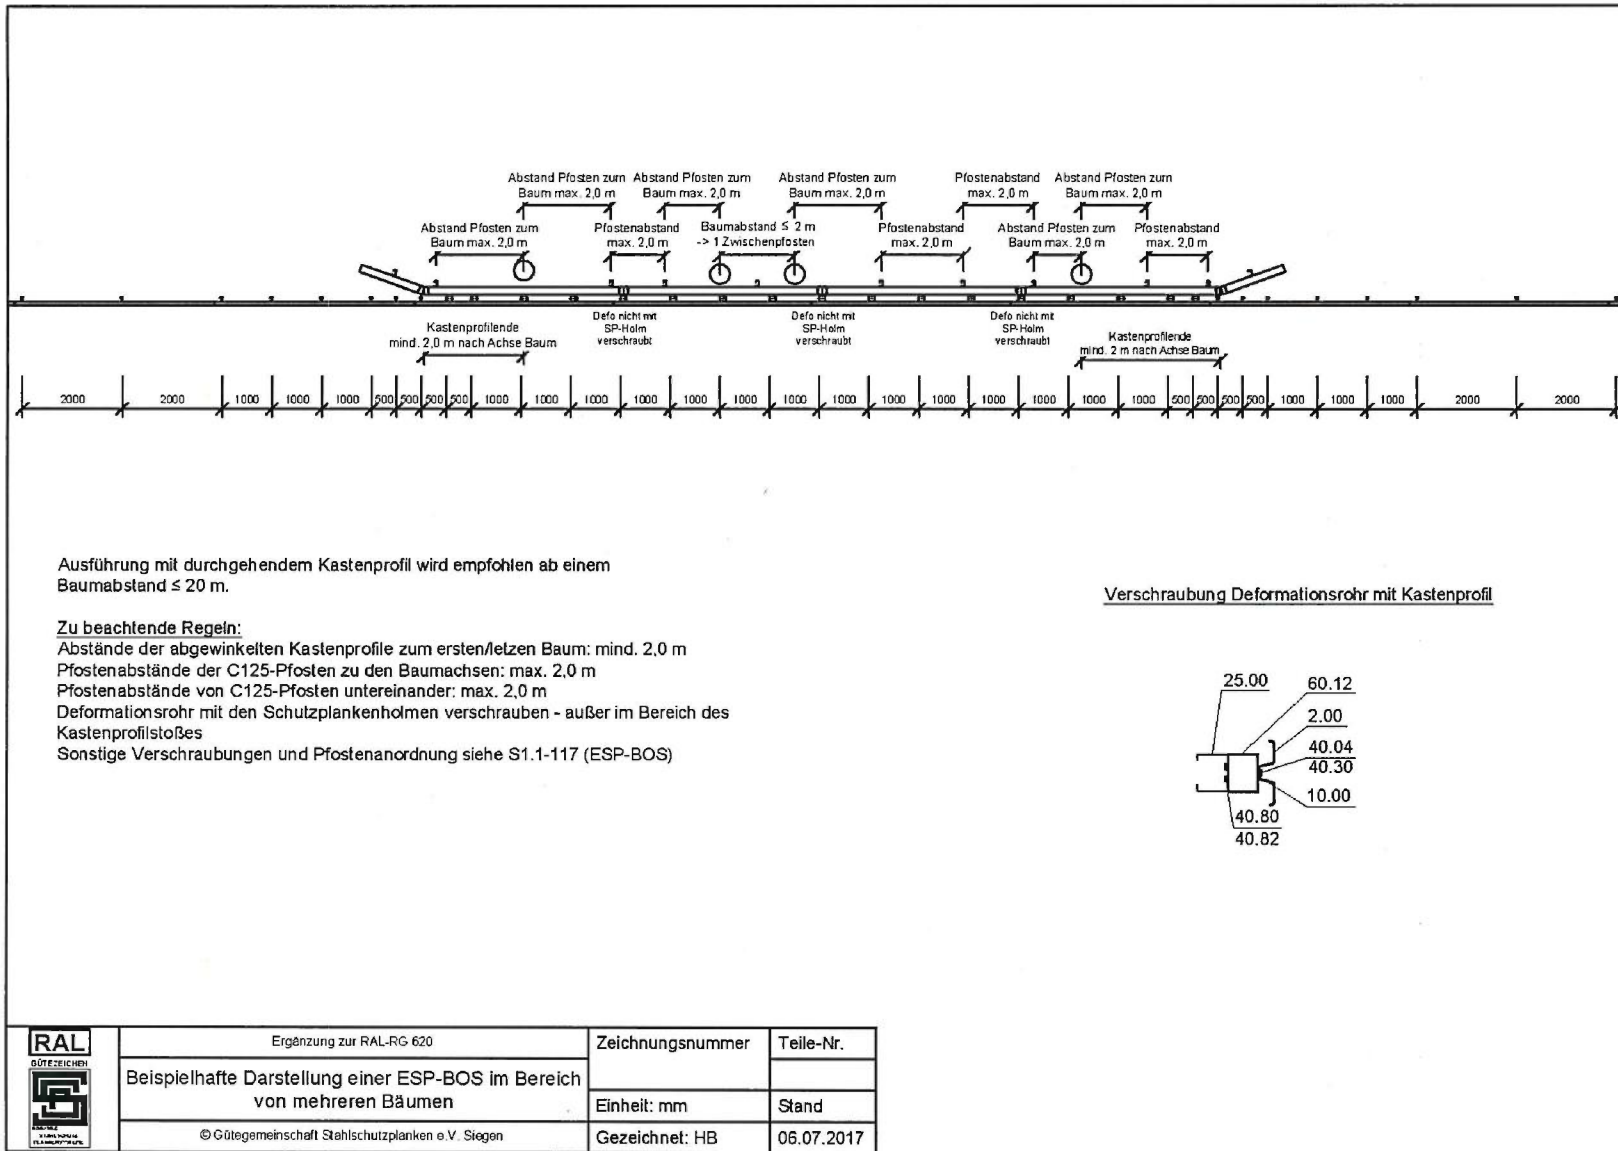 Abstand Pfosten zum
Baum max. 2,0 m
Abstand Pfosten zum
Baum max. 2,0 m
Abstand Pfosten zum
Baum max. 2,0 m
Pfostenabstand
max. 2,0 m
Abstand Pfosten zum
Baum max. 2,0 m
Abstand Pfosten zum
Baum max. 2,0 m
Pfostenabstand
max. 2,0 m
Baumabstand ≤ 2 m
-> 1 Zwischenpfosten
Pfostenabstand
max. 2,0 m
Abstand Pfosten zum
Baum max. 2,0 m
Pfostenabstand
max. 2,0 m
Kastenprofilende
mind. 2,0 m nach Achse Baum
Defo nicht mit
SP-Holm
verschraubt
Defo nicht mit
SP-Holm
verschraubt
Defo nicht mit
SP-Holm
verschraubt
Kastenprofilende
mind. 2 m nach Achse Baum
2000 2000 1000 1000 1000 500 500 500 500 1000 1000 1000 1000 1000 1000 1000 1000 1000 1000 1000 1000 1000 1000 500 500 500 500 1000 1000 1000 2000 2000
Ausführung mit durchgehendem Kastenprofil wird empfohlen ab einem
Baumabstand ≤ 20 m.
Zu beachtende Regeln:
Abstände der abgewinkelten Kastenprofile zum ersten/letzen Baum: mind. 2,0 m
Pfostenabstände der C125-Pfosten zu den Baumachsen: max. 2,0 m
Pfostenabstände von C125-Pfosten untereinander: max. 2,0 m
Deformationsrohr mit den Schutzplankenholmen verschrauben - außer im Bereich des
Kastenprofilstoßes
Sonstige Verschraubungen und Pfostenanordnung siehe S1.1-117 (ESP-BOS)
Verschraubung Deformationsrohr mit Kastenprofil
25.00
60.12
2.00
40.04
40.30
10.00
40.80
40.82
RAL
GÜTEZEICHEN
Ergänzung zur RAL-RG 620
Beispielhafte Darstellung einer ESP-BOS im Bereich
von mehreren Bäumen
© Gütegemeinschaft Stahlschutzplanken e.V. Siegen
Zeichnungsnummer
Teile-Nr.
Einheit: mm
Stand
Gezeichnet: HB
06.07.2017